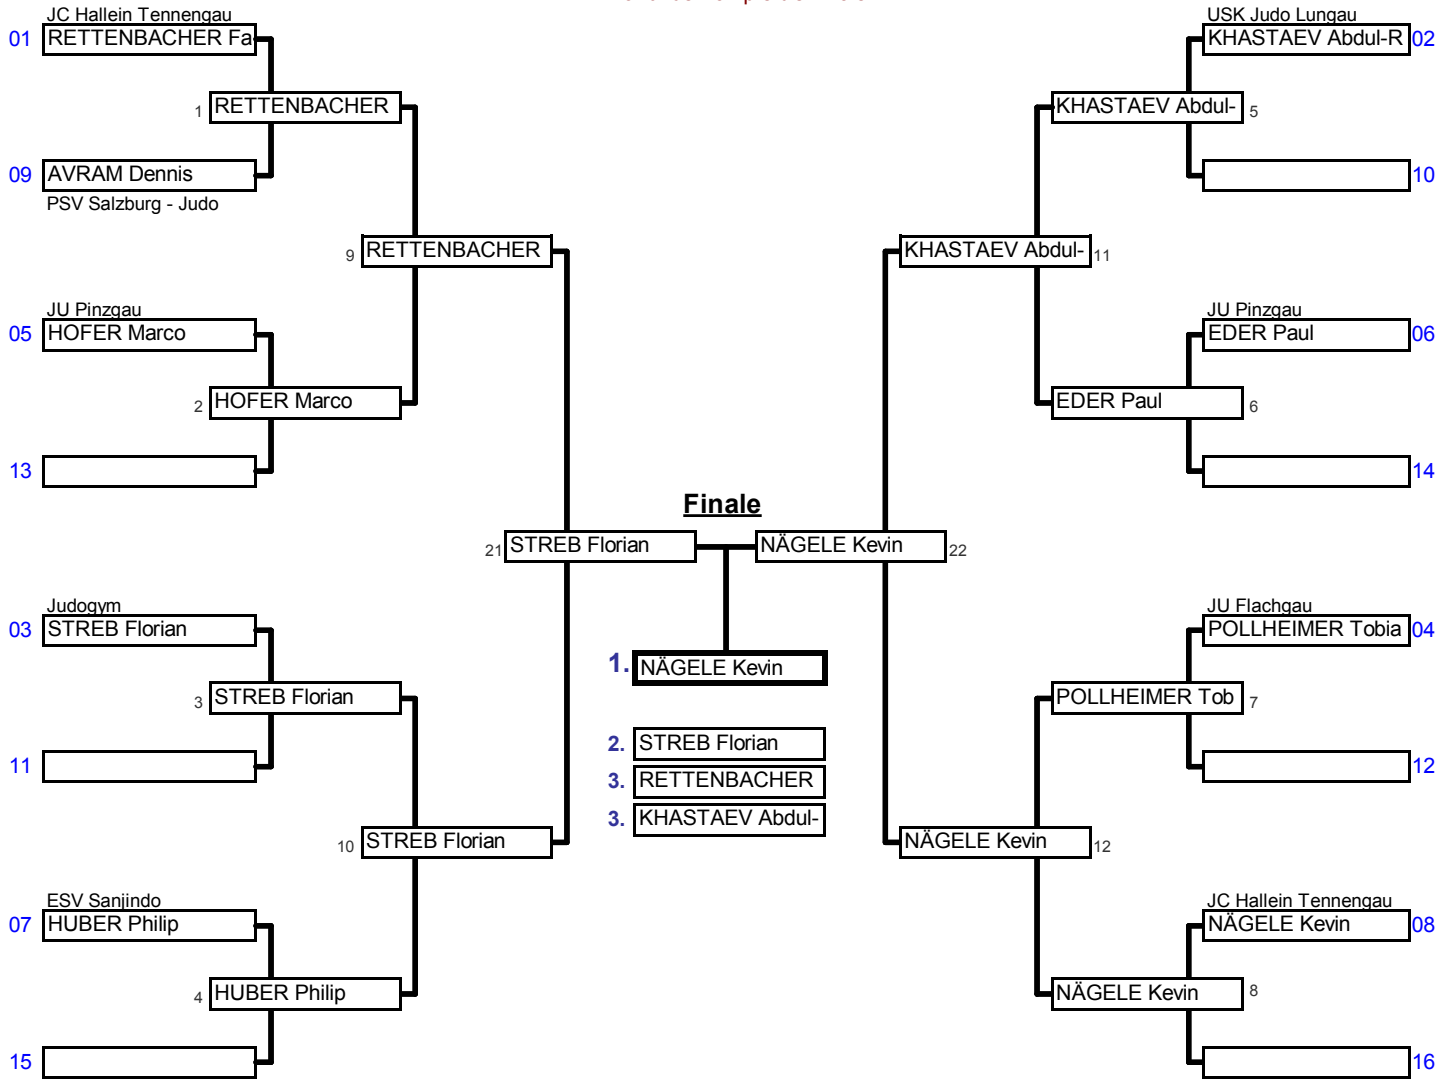 JC Hallein Tennengau
01 RETTENBACHER Fa
1 RETTENBACHER
09 AVRAM Dennis
PSV Salzburg - Judo
9 RETTENBACHER
JU Pinzgau
05 HOFER Marco
2 HOFER Marco
13
21 STREB Florian
Judogym
03 STREB Florian
3 STREB Florian
11
10 STREB Florian
ESV Sanjindo
07 HUBER Philip
4 HUBER Philip
15
Finale
1. NÄGELE Kevin
2. STREB Florian
3. RETTENBACHER
3. KHASTAEV Abdul-
USK Judo Lungau
KHASTAEV Abdul-R 02
KHASTAEV Abdul- 5
10
KHASTAEV Abdul- 11
JU Pinzgau
EDER Paul 06
EDER Paul 6
14
NÄGELE Kevin 22
JU Flachgau
POLLHEIMER Tobia 04
POLLHEIMER Tob 7
12
NÄGELE Kevin 12
JC Hallein Tennengau
NÄGELE Kevin 08
NÄGELE Kevin 8
16